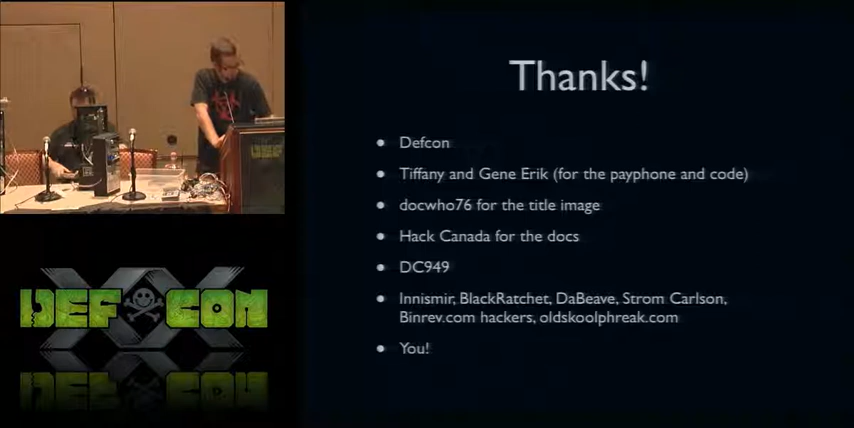 Thanks!
Defcon
Tiffany and Gene Erik (for the payphone and code)
docwho76 for the title image
Hack Canada for the docs
DC949
Innismir, BlackRatchet, DaBeave, Strom Carlson,
Binrev.com hackers, oldskoolphreak.com
You!
DEF CON
XX